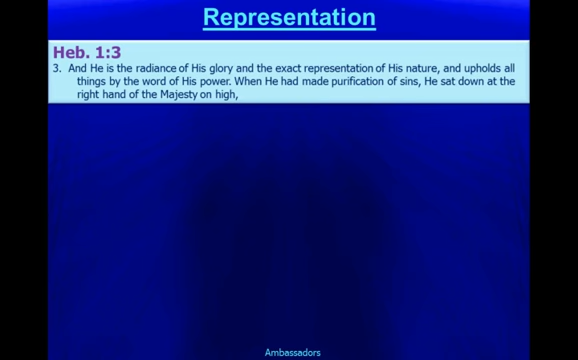 Representation
Heb. 1:3
3. And He is the radiance of His glory and the exact representation of His nature, and upholds all
things by the word of His power. When He had made purification of sins, He sat down at the
right hand of the Majesty on high,
Ambassadors